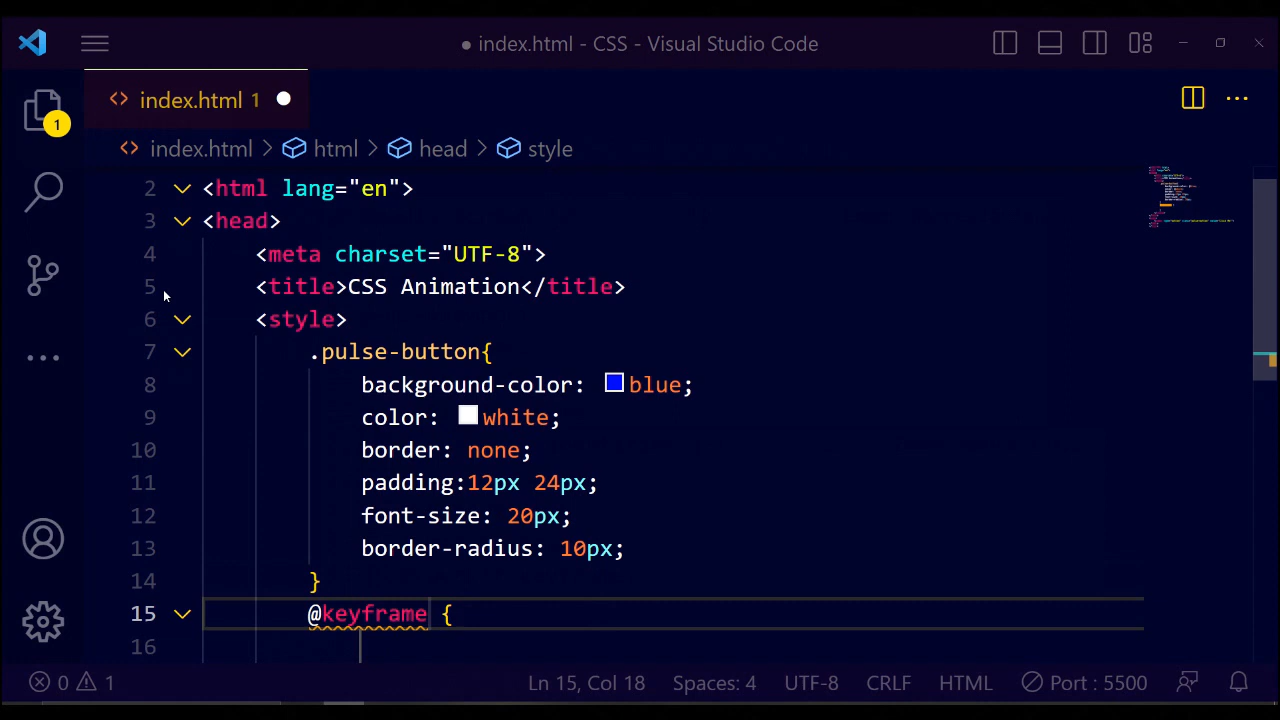 index.html - CSS - Visual Studio Code
index.html 1
1
index.html > html > head > style
2 <html lang="en">
3 <head>
4 <meta charset="UTF-8">
5 <title>CSS Animation</title>
6 <style>
7 .pulse-button{
8 background-color: blue;
9 color: white;
10 border: none;
11 padding:12px 24px;
12 font-size: 20px;
13 border-radius: 10px;
14 }
15 @keyframe {
16
0 1 Ln 15, Col 18 Spaces: 4 UTF-8 CRLF HTML Port : 5500